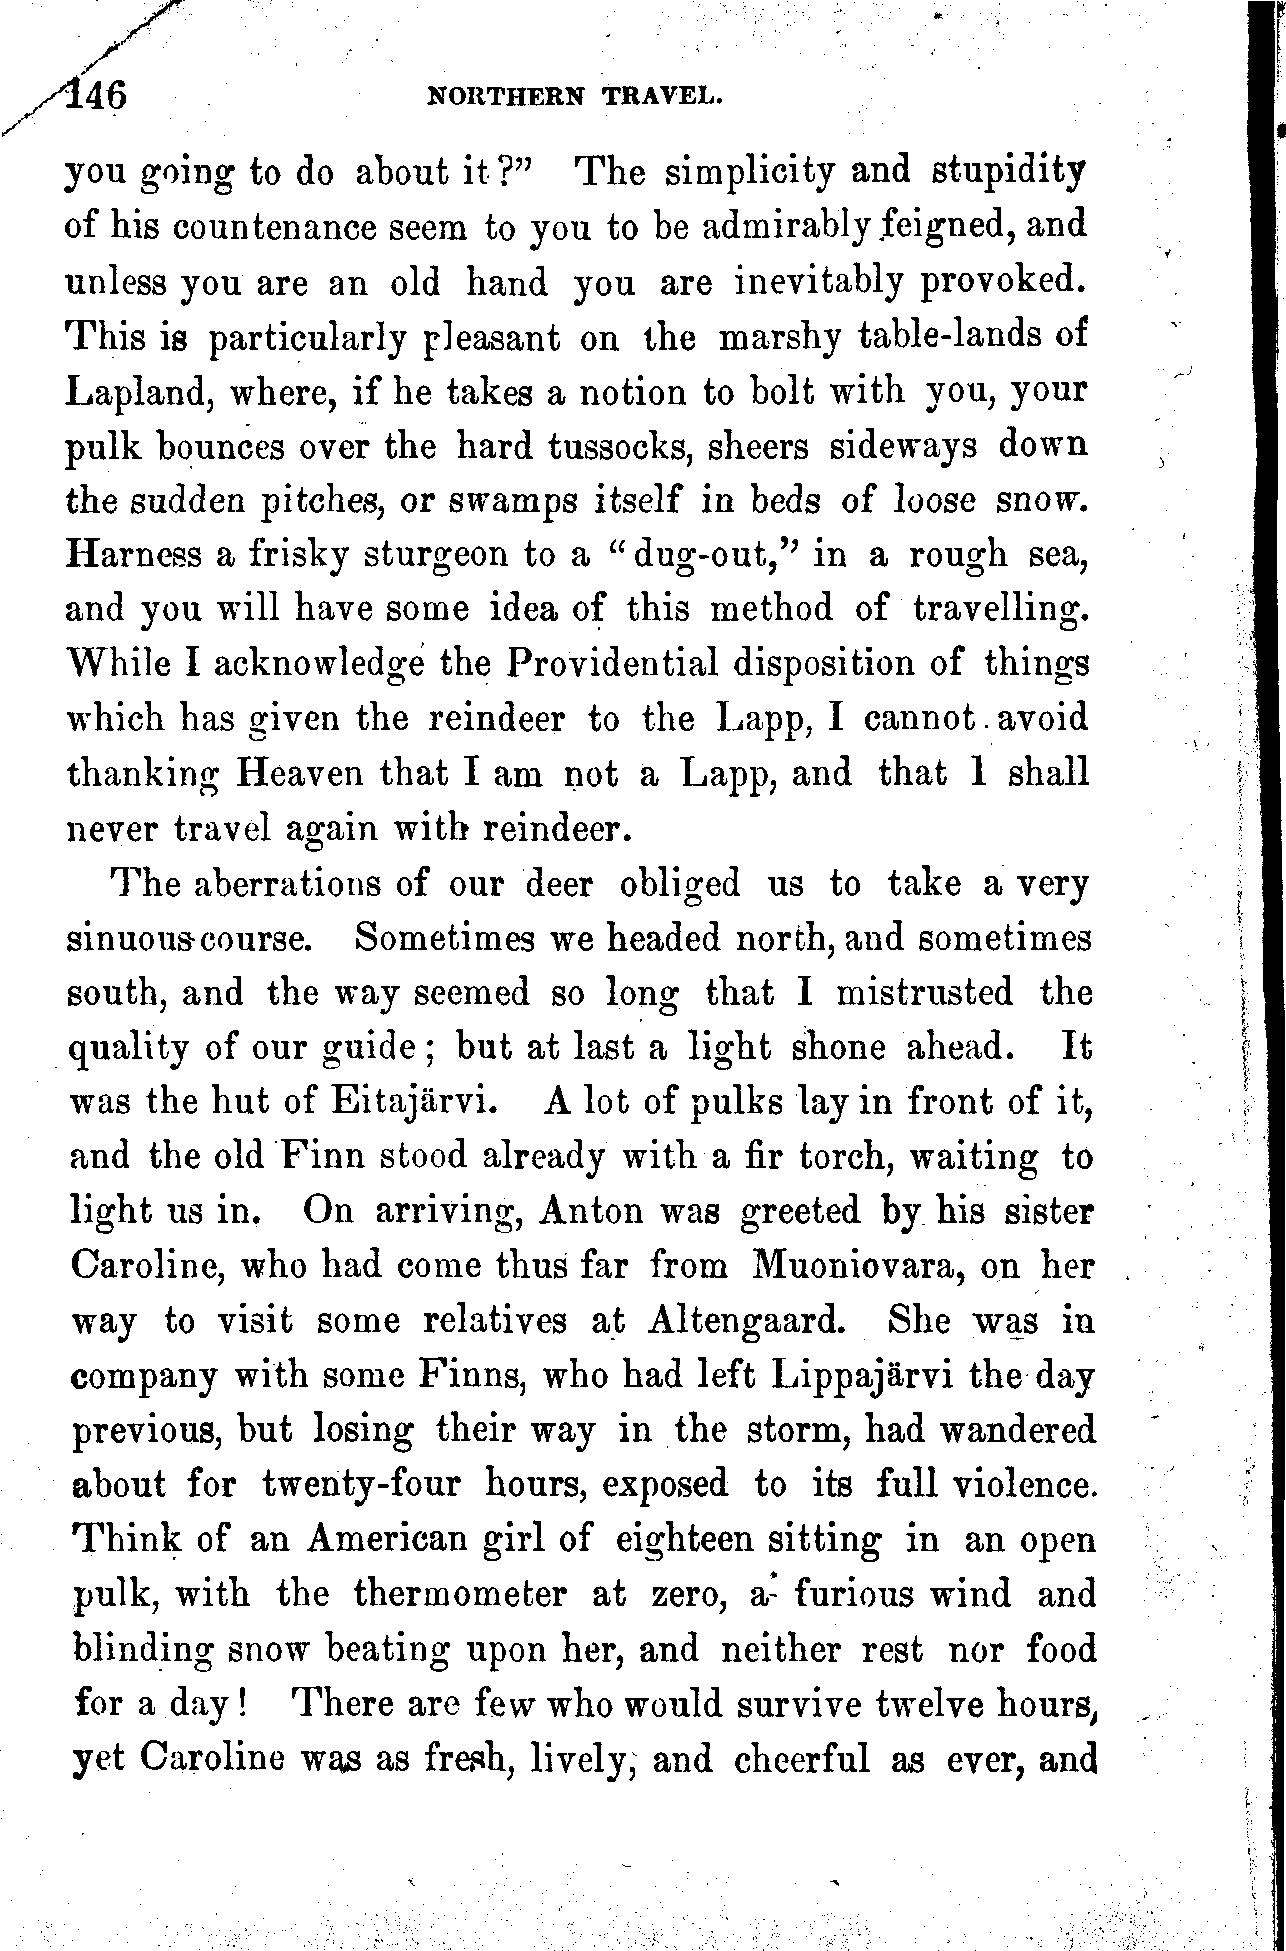 146 NORTHERN TRAVEL.
you going to do about it?” The simplicity and stupidity
of his countenance seem to you to be admirably feigned, and
unless you are an old hand you are inevitably provoked.
This is particularly pleasant on the marshy table-lands of
Lapland, where, if he takes a notion to bolt with you, your
pulk bounces over the hard tussocks, sheers sideways down
the sudden pitches, or swamps itself in beds of loose snow.
Harness a frisky sturgeon to a “dug-out,” in a rough sea,
and you will have some idea of this method of travelling.
While I acknowledge the Providential disposition of things
which has given the reindeer to the Lapp, I cannot avoid
thanking Heaven that I am not a Lapp, and that I shall
never travel again with reindeer.
The aberrations of our deer obliged us to take a very
sinuous course. Sometimes we headed north, and sometimes
south, and the way seemed so long that I mistrusted the
quality of our guide; but at last a light shone ahead. It
was the hut of Eitajärvi. A lot of pulks lay in front of it,
and the old Finn stood already with a fir torch, waiting to
light us in. On arriving, Anton was greeted by his sister
Caroline, who had come thus far from Muoniovara, on her
way to visit some relatives at Altengaard. She was in
company with some Finns, who had left Lippajärvi the day
previous, but losing their way in the storm, had wandered
about for twenty-four hours, exposed to its full violence.
Think of an American girl of eighteen sitting in an open
pulk, with the thermometer at zero, a furious wind and
blinding snow beating upon her, and neither rest nor food
for a day! There are few who would survive twelve hours,
yet Caroline was as fresh, lively, and cheerful as ever, and